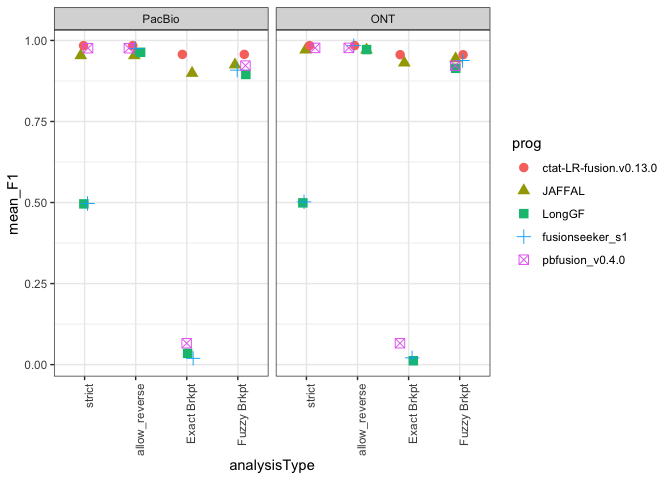 PacBio
ONT
mean_F1
1.00
0.75
0.50
0.25
0.00
strict
allow_reverse
Exact Brkpt
Fuzzy Brkpt
strict
allow_reverse
Exact Brkpt
Fuzzy Brkpt
analysisType
prog
ctat-LR-fusion.v0.13.0
JAFFAL
LongGF
fusionseeker_s1
pbfusion_v0.4.0